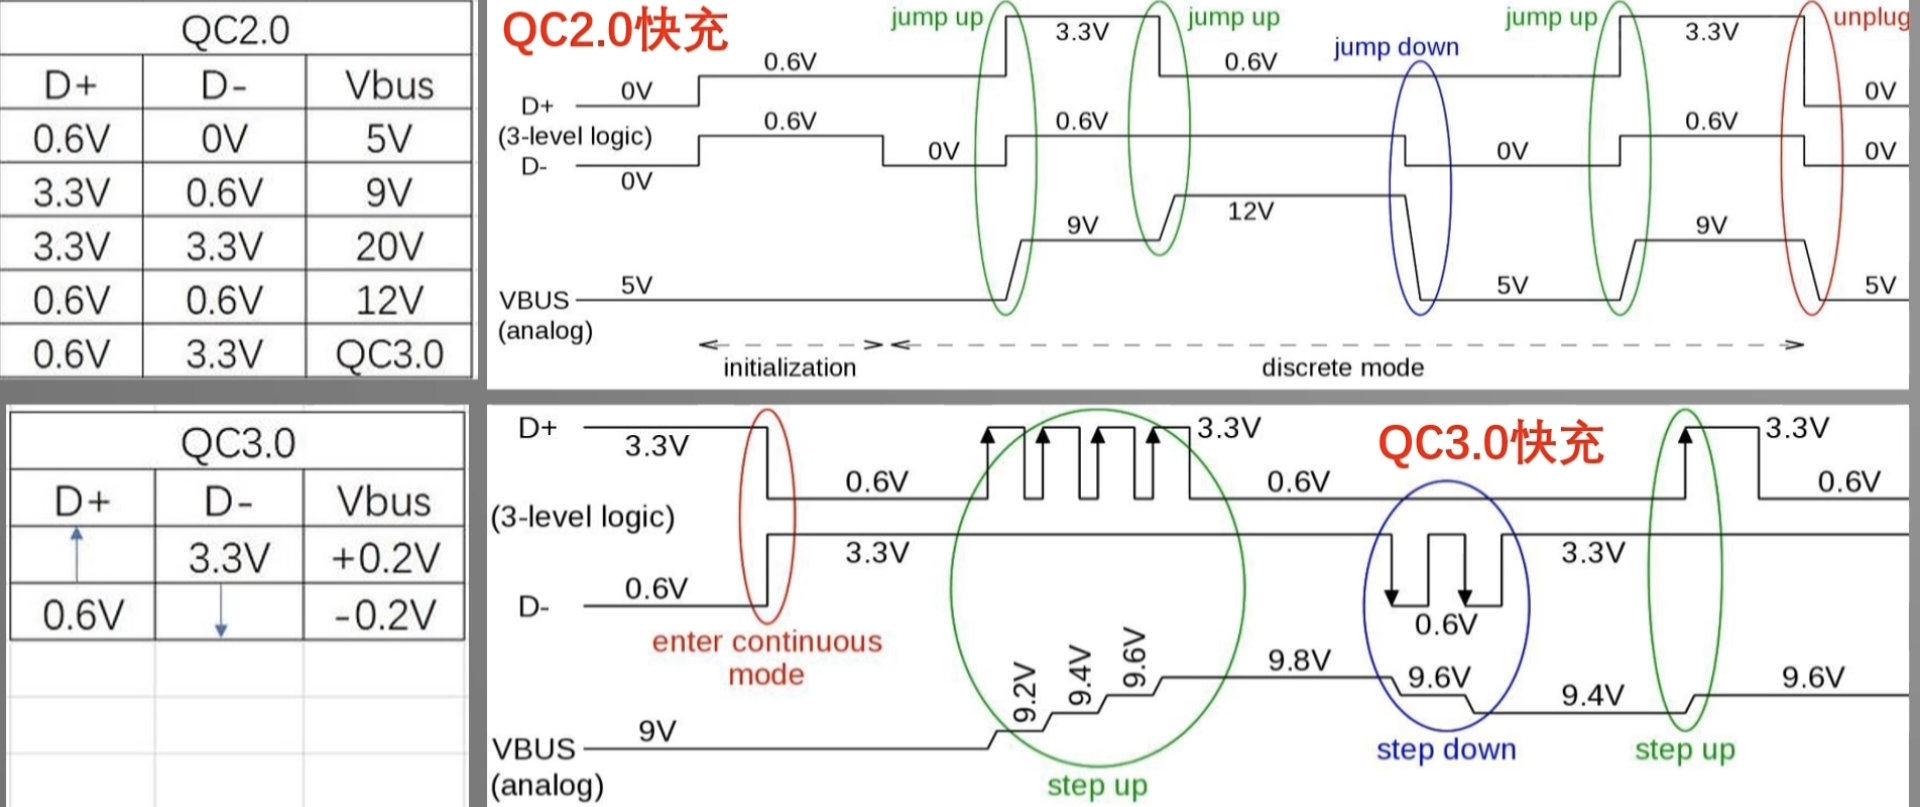 QC2.0
D+ D- Vbus
0.6V 0V 5V
3.3V 0.6V 9V
3.3V 3.3V 20V
0.6V 0.6V 12V
0.6V 3.3V QC3.0
QC2.0快充
jump up
3.3V
jump up
jump up
3.3V
unplug
0V
0.6V
0.6V
jump down
0V
D+
(3-level logic)
D-
0V
0.6V
0V
0.6V
0V
0.6V
0V
9V
12V
9V
VBUS
(analog)
5V
5V
5V
initialization
discrete mode
QC3.0
D+ D- Vbus
3.3V +0.2V
0.6V -0.2V
QC3.0快充
D+
3.3V
0.6V
3.3V
0.6V
3.3V
0.6V
(3-level logic)
3.3V
3.3V
D-
0.6V
0.6V
enter continuous
mode
9.2V
9.4V
9.6V
9.8V
9.6V
9.4V
9.6V
VBUS
(analog)
9V
step up
step down
step up